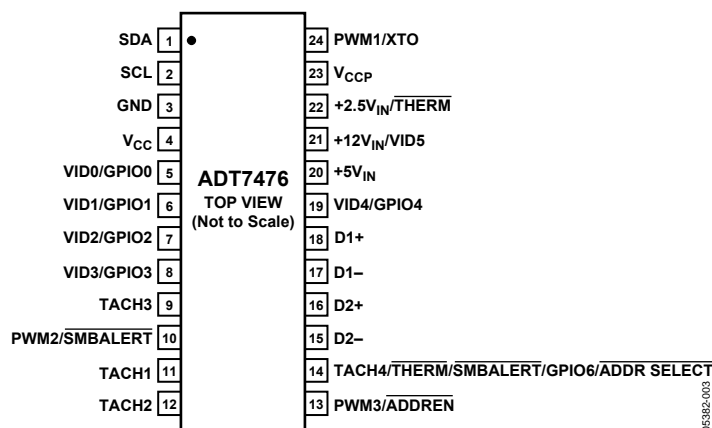 SDA 1
SCL 2
GND 3
VCC 4
VID0/GPIO0 5
VID1/GPIO1 6
VID2/GPIO2 7
VID3/GPIO3 8
TACH3 9
PWM2/SMBALERT 10
TACH1 11
TACH2 12
ADT7476
TOP VIEW
(Not to Scale)
24 PWM1/XTO
23 VCCP
22 +2.5VIN/THERM
21 +12VIN/VID5
20 +5VIN
19 VID4/GPIO4
18 D1+
17 D1–
16 D2+
15 D2–
14 TACH4/THERM/SMBALERT/GPIO6/ADDR SELECT
13 PWM3/ADDREN
05382-003